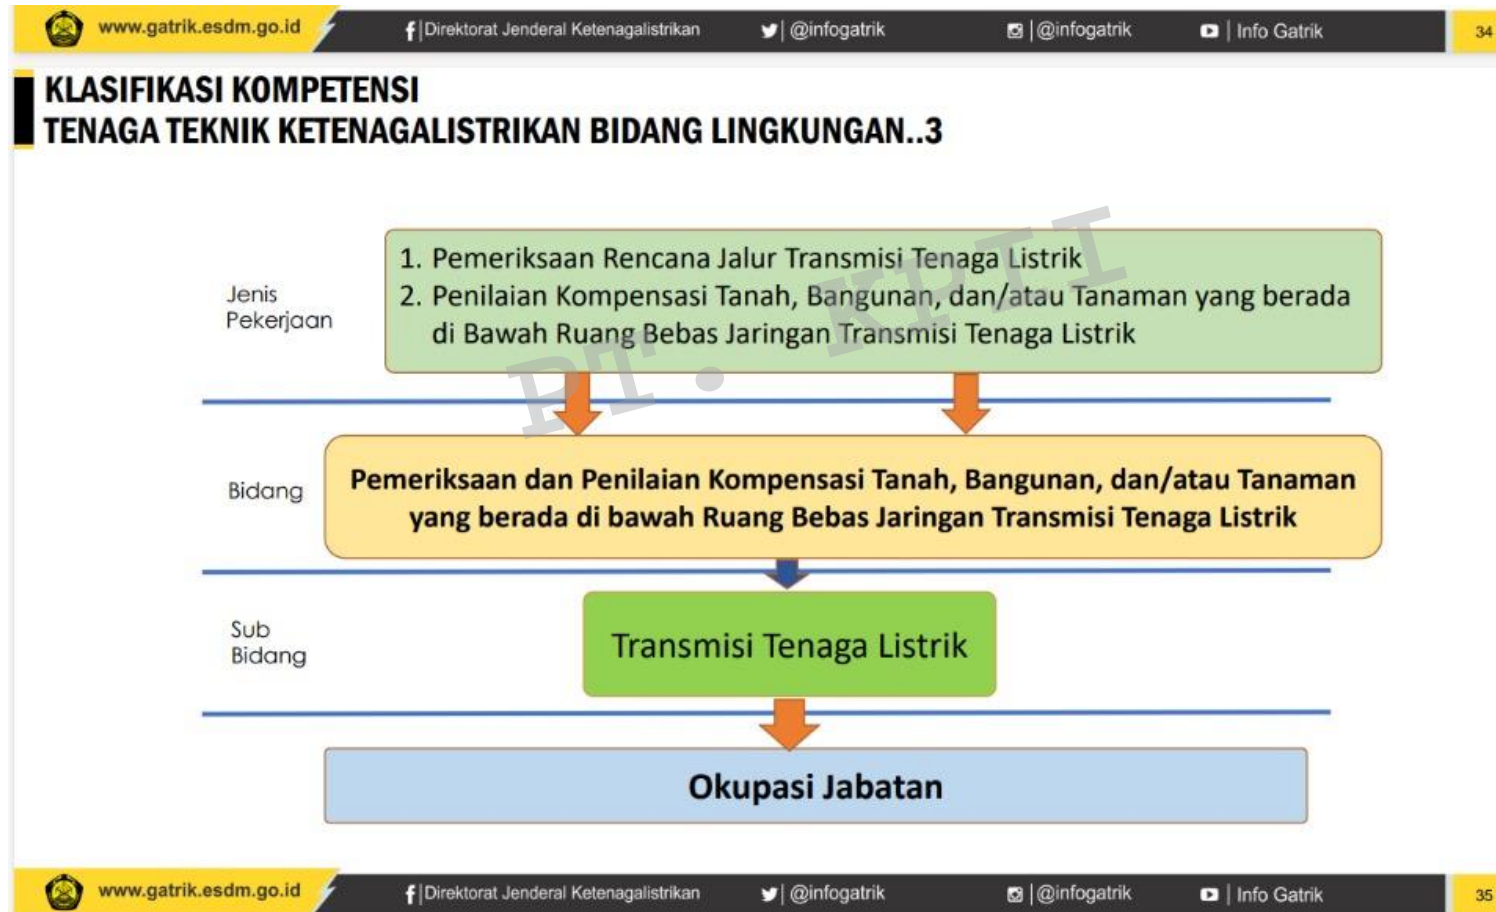 www.gatrik.esdm.go.id
Direktorat Jenderal Ketenagalistrikan
@infogatrik
@infogatrik
Info Gatrik
34
KLASIFIKASI KOMPETENSI
TENAGA TEKNIK KETENAGALISTRIKAN BIDANG LINGKUNGAN..3
Jenis
Pekerjaan
1. Pemeriksaan Rencana Jalur Transmisi Tenaga Listrik
2. Penilaian Kompensasi Tanah, Bangunan, dan/atau Tanaman yang berada
di Bawah Ruang Bebas Jaringan Transmisi Tenaga Listrik
PT. KPII
Bidang
Pemeriksaan dan Penilaian Kompensasi Tanah, Bangunan, dan/atau Tanaman
yang berada di bawah Ruang Bebas Jaringan Transmisi Tenaga Listrik
Sub
Bidang
Transmisi Tenaga Listrik
Okupasi Jabatan
www.gatrik.esdm.go.id
Direktorat Jenderal Ketenagalistrikan
@infogatrik
@infogatrik
Info Gatrik
35